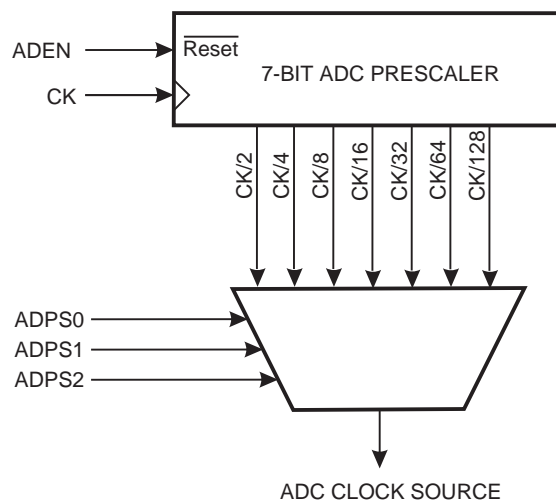 ADEN
Reset
7-BIT ADC PRESCALER
CK
CK/2
CK/4
CK/8
CK/16
CK/32
CK/64
CK/128
ADPS0
ADPS1
ADPS2
ADC CLOCK SOURCE